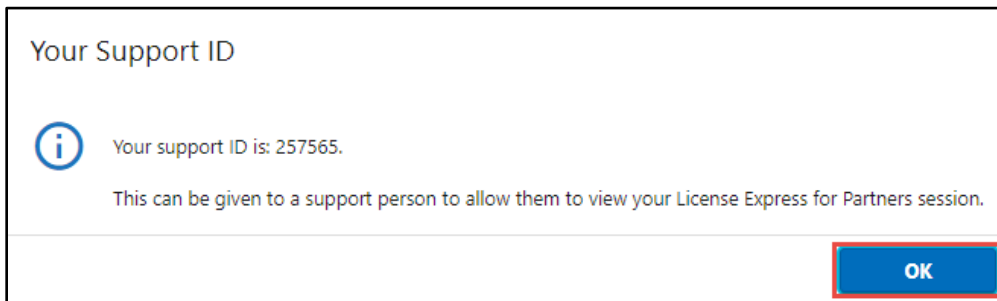 Your Support ID
Your support ID is: 257565.
This can be given to a support person to allow them to view your License Express for Partners session.
OK